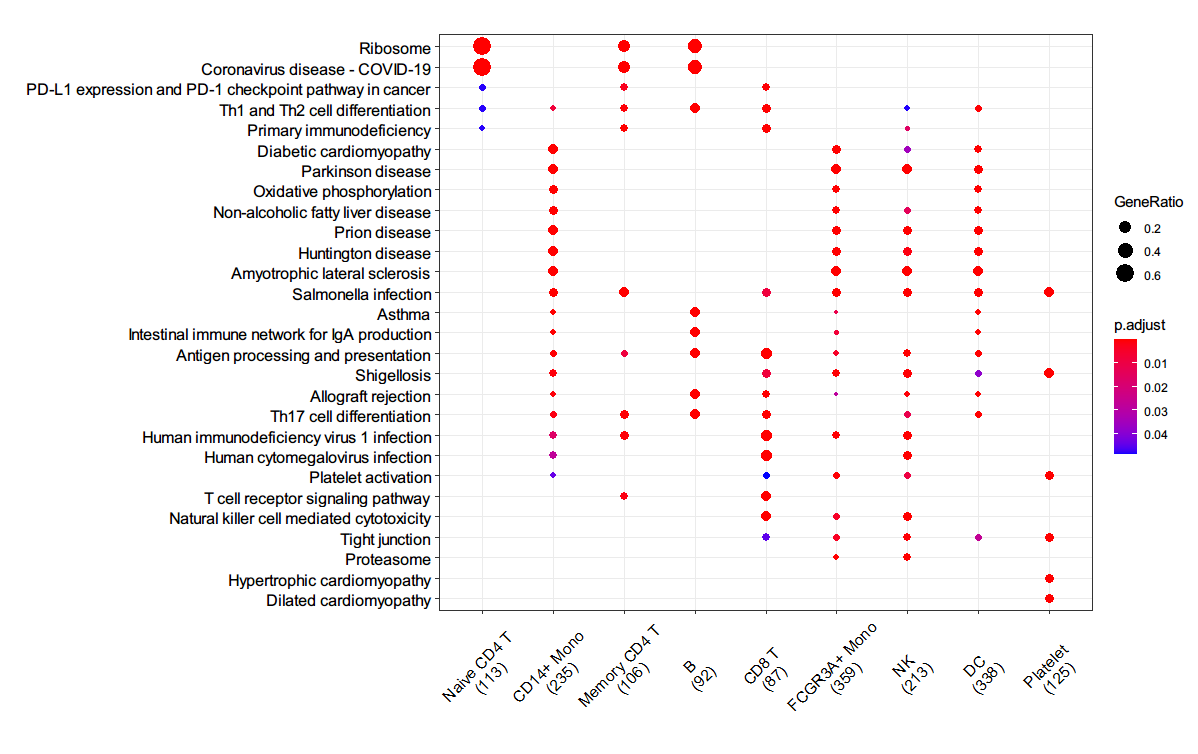 Ribosome
Coronavirus disease - COVID-19
PD-L1 expression and PD-1 checkpoint pathway in cancer
Th1 and Th2 cell differentiation
Primary immunodeficiency
Diabetic cardiomyopathy
Parkinson disease
Oxidative phosphorylation
Non-alcoholic fatty liver disease
Prion disease
Huntington disease
Amyotrophic lateral sclerosis
Salmonella infection
Asthma
Intestinal immune network for IgA production
Antigen processing and presentation
Shigellosis
Allograft rejection
Th17 cell differentiation
Human immunodeficiency virus 1 infection
Human cytomegalovirus infection
Platelet activation
T cell receptor signaling pathway
Natural killer cell mediated cytotoxicity
Tight junction
Proteasome
Hypertrophic cardiomyopathy
Dilated cardiomyopathy
Naive CD4 T
(113)
CD14+ Mono
(235)
Memory CD4 T
(106)
B
(92)
CD8 T
(87)
FCGR3A+ Mono
(359)
NK
(213)
DC
(338)
Platelet
(125)
GeneRatio
0.2
0.4
0.6
p.adjust
0.01
0.02
0.03
0.04